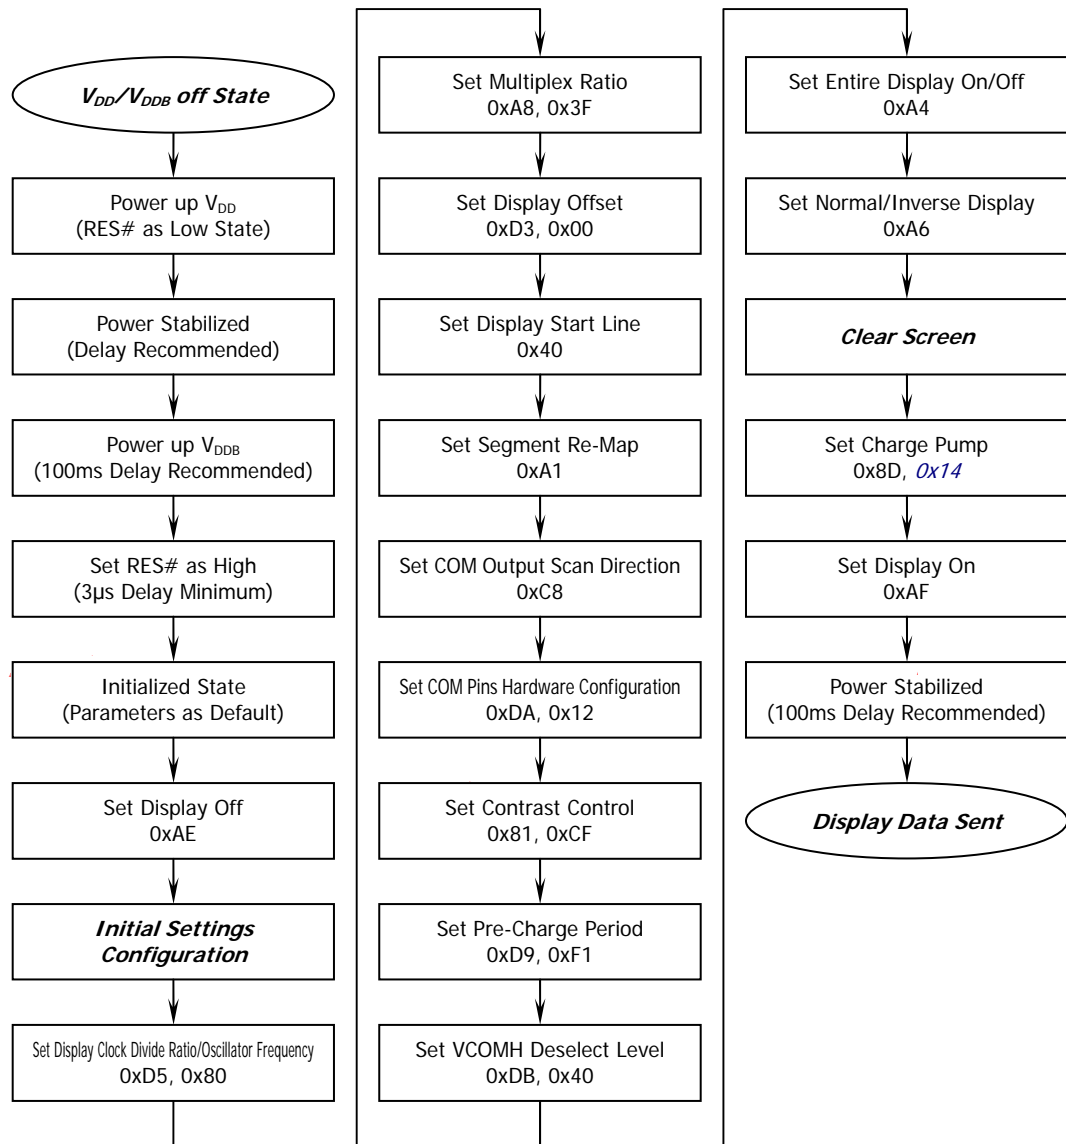 VDD/VDDB off State
Power up VDD
(RES# as Low State)
Power Stabilized
(Delay Recommended)
Power up VDDB
(100ms Delay Recommended)
Set RES# as High
(3µs Delay Minimum)
Initialized State
(Parameters as Default)
Set Display Off
0xAE
Initial Settings
Configuration
Set Display Clock Divide Ratio/Oscillator Frequency
0xD5, 0x80
Set Multiplex Ratio
0xA8, 0x3F
Set Display Offset
0xD3, 0x00
Set Display Start Line
0x40
Set Segment Re-Map
0xA1
Set COM Output Scan Direction
0xC8
Set COM Pins Hardware Configuration
0xDA, 0x12
Set Contrast Control
0x81, 0xCF
Set Pre-Charge Period
0xD9, 0xF1
Set VCOMH Deselect Level
0xDB, 0x40
Set Entire Display On/Off
0xA4
Set Normal/Inverse Display
0xA6
Clear Screen
Set Charge Pump
0x8D, 0x14
Set Display On
0xAF
Power Stabilized
(100ms Delay Recommended)
Display Data Sent